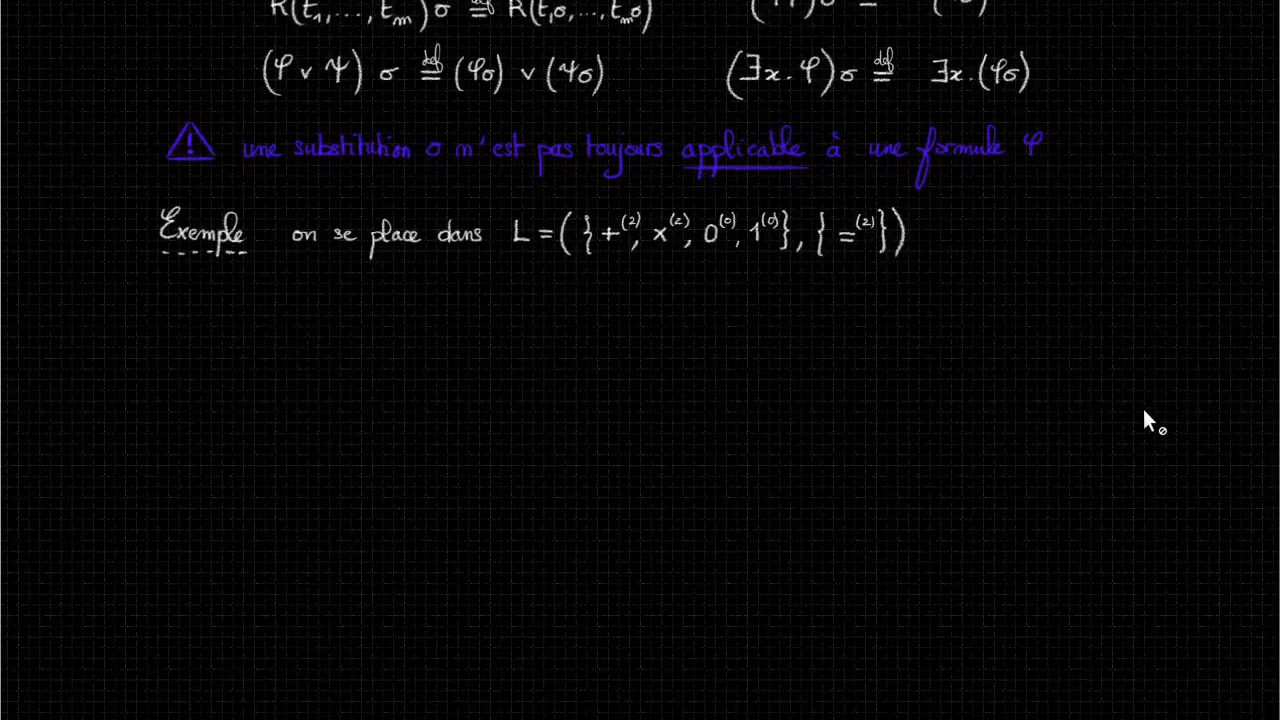 R(t₁,...,tₘ)σ ≝ R(t₁σ,...,tₘσ)
(φ ∨ ψ) σ ≝ (φσ) ∨ (ψσ) (∃x. φ)σ ≝ ∃x. (φσ)
⚠ une substitution σ n'est pas toujours applicable à une formule φ
Exemple on se place dans L = ({+⁽²⁾, ×⁽²⁾, 0⁽⁰⁾, 1⁽⁰⁾}, {=⁽²⁾})